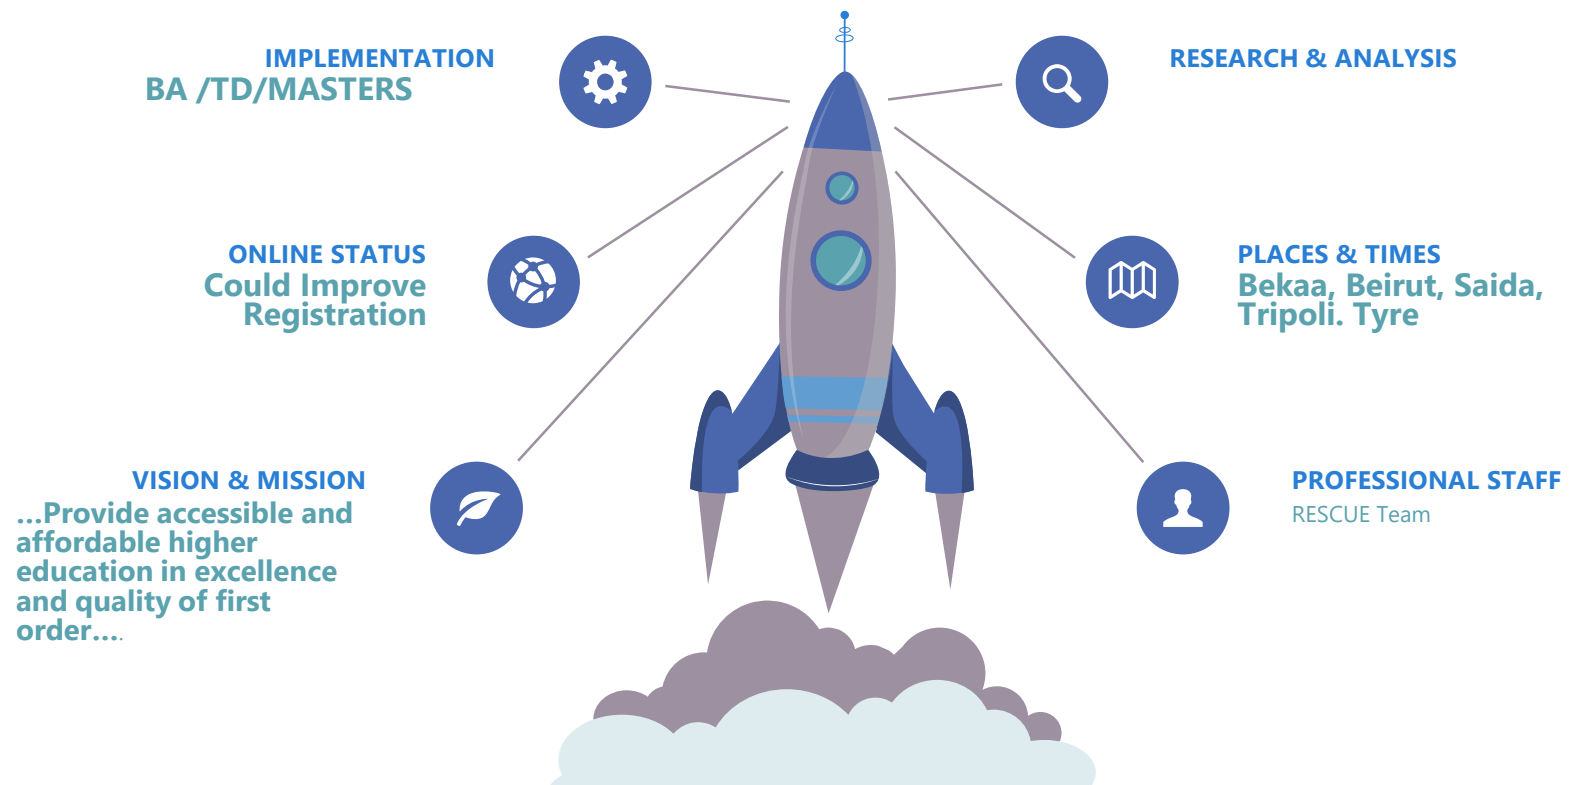 IMPLEMENTATION
BA /TD/MASTERS
ONLINE STATUS
Could Improve
Registration
VISION & MISSION
...Provide accessible and
affordable higher
education in excellence
and quality of first
order....
RESEARCH & ANALYSIS
PLACES & TIMES
Bekaa, Beirut, Saida,
Tripoli. Tyre
PROFESSIONAL STAFF
RESCUE Team